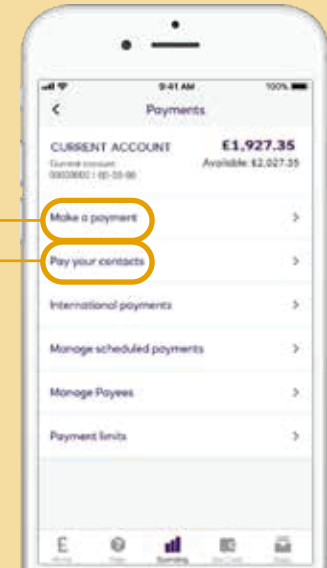 9:41 AM 100%
Payments
CURRENT ACCOUNT £1,927.35
Current account Available: £2,027.35
Make a payment
Pay your contacts
International payments
Manage scheduled payments
Manage Payees
Payment limits